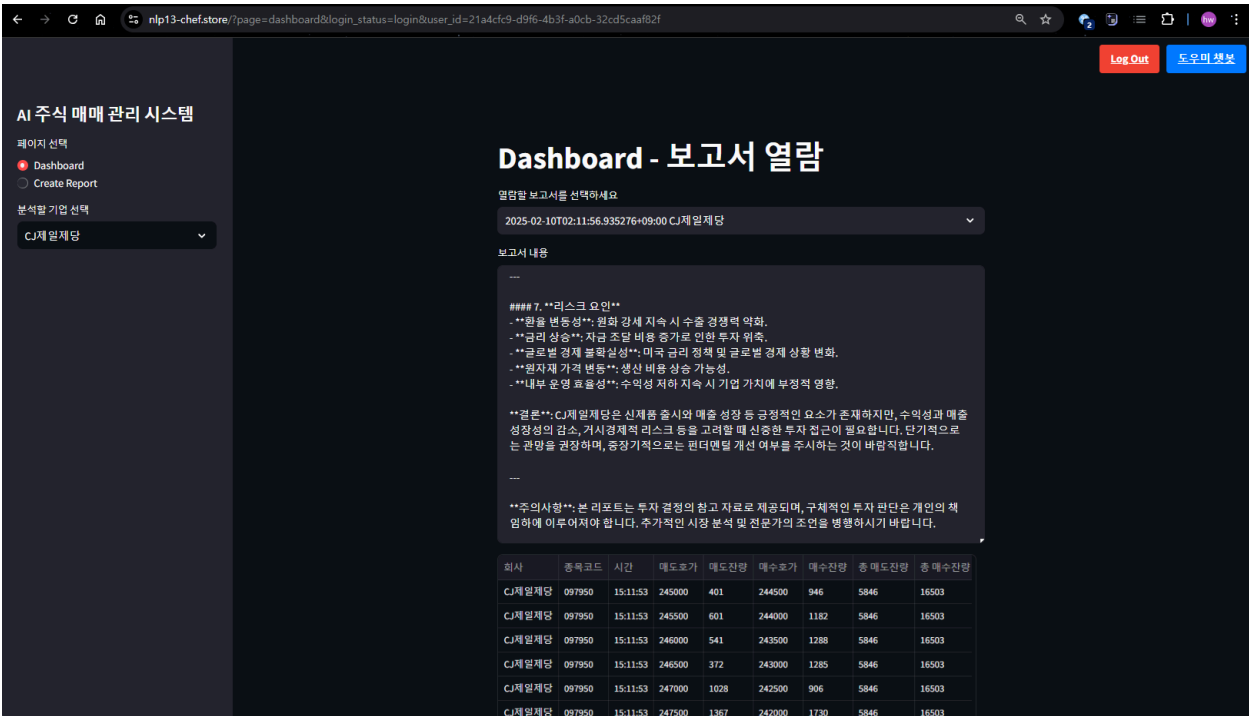 nlp13-chef.store/?page=dashboard&login_status=login&user_id=21a4cfc9-d9f6-4b3f-a0cb-32cd5caaf82f
2
hw
Log Out
도우미 챗봇
AI 주식 매매 관리 시스템
페이지 선택
Dashboard
Create Report
분석할 기업 선택
CJ제일제당
Dashboard - 보고서 열람
열람할 보고서를 선택하세요
2025-02-10T02:11:56.935276+09:00 CJ제일제당
보고서 내용
---
#### 7. **리스크 요인**
- **환율 변동성**: 원화 강세 지속 시 수출 경쟁력 약화.
- **금리 상승**: 자금 조달 비용 증가로 인한 투자 위축.
- **글로벌 경제 불확실성**: 미국 금리 정책 및 글로벌 경제 상황 변화.
- **원자재 가격 변동**: 생산 비용 상승 가능성.
- **내부 운영 효율성**: 수익성 저하 지속 시 기업 가치에 부정적 영향.
**결론**: CJ제일제당은 신제품 출시와 매출 성장 등 긍정적인 요소가 존재하지만, 수익성과 매출
성장성의 감소, 거시경제적 리스크 등을 고려할 때 신중한 투자 접근이 필요합니다. 단기적으로
는 관망을 권장하며, 중장기적으로는 펀더멘털 개선 여부를 주시하는 것이 바람직합니다.
---
**주의사항**: 본 리포트는 투자 결정의 참고 자료로 제공되며, 구체적인 투자 판단은 개인의 책
임하에 이루어져야 합니다. 추가적인 시장 분석 및 전문가의 조언을 병행하시기 바랍니다.
회사 종목코드 시간 매도호가 매도잔량 매수호가 매수잔량 총 매도잔량 총 매수잔량
CJ제일제당 097950 15:11:53 245000 401 244500 946 5846 16503
CJ제일제당 097950 15:11:53 245500 601 244000 1182 5846 16503
CJ제일제당 097950 15:11:53 246000 541 243500 1288 5846 16503
CJ제일제당 097950 15:11:53 246500 372 243000 1285 5846 16503
CJ제일제당 097950 15:11:53 247000 1028 242500 906 5846 16503
CJ제일제당 097950 15:11:53 247500 1367 242000 1730 5846 16503